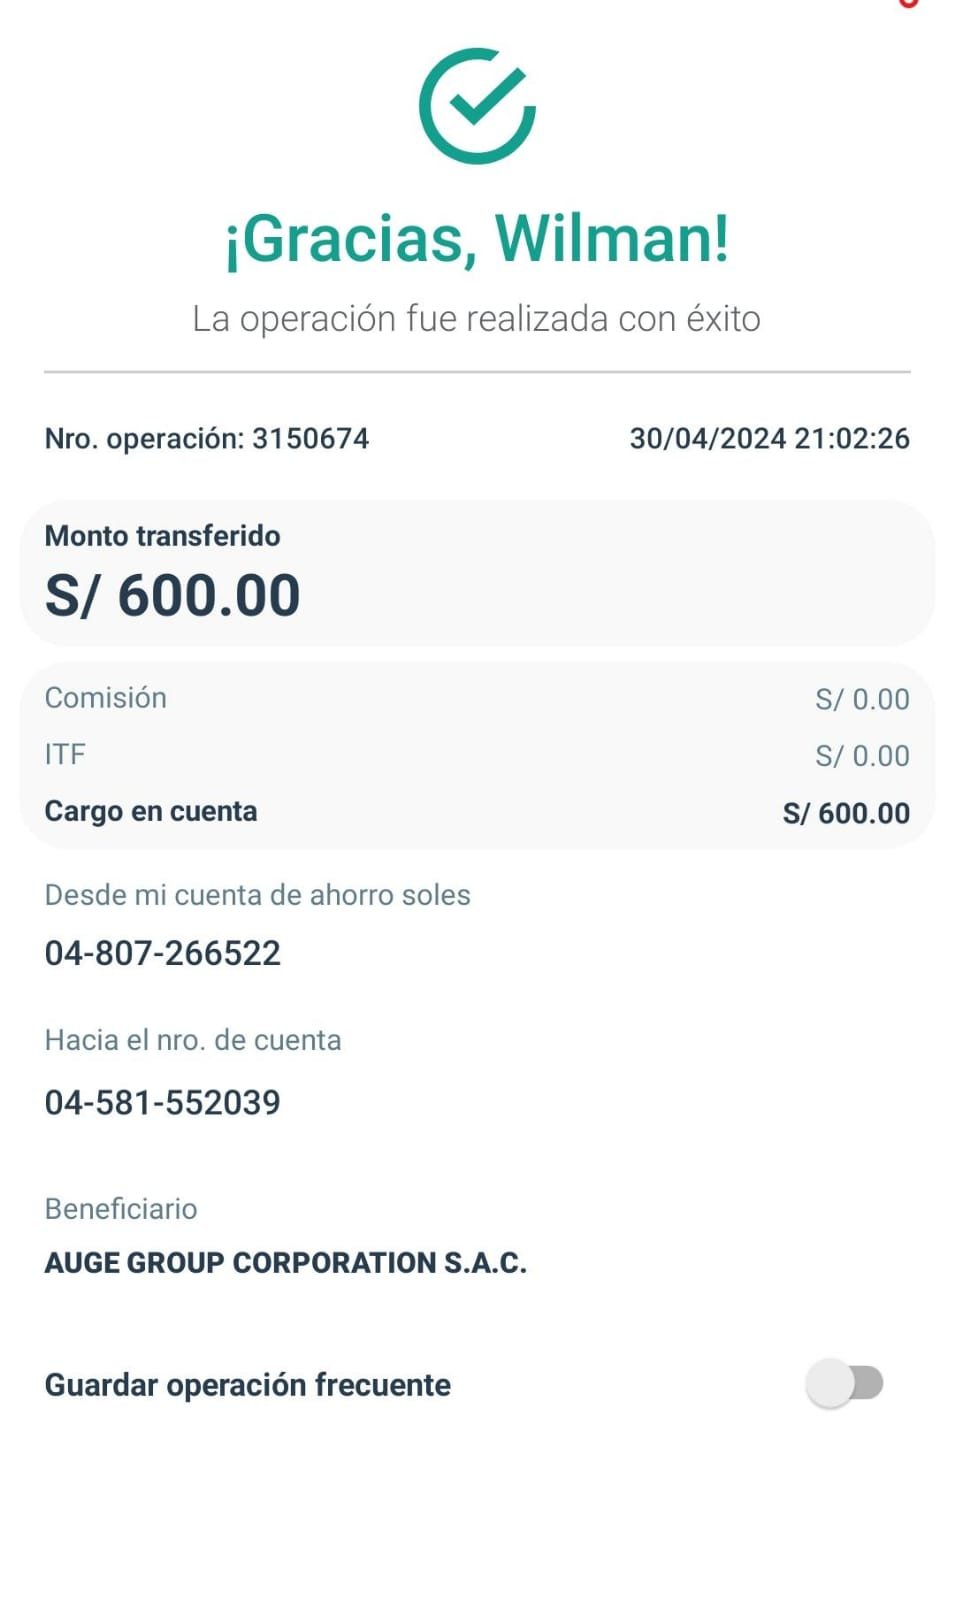 ¡Gracias, Wilman!
La operación fue realizada con éxito
Nro. operación: 3150674 30/04/2024 21:02:26
Monto transferido
S/ 600.00
Comisión S/ 0.00
ITF S/ 0.00
Cargo en cuenta S/ 600.00
Desde mi cuenta de ahorro soles
04-807-266522
Hacia el nro. de cuenta
04-581-552039
Beneficiario
AUGE GROUP CORPORATION S.A.C.
Guardar operación frecuente